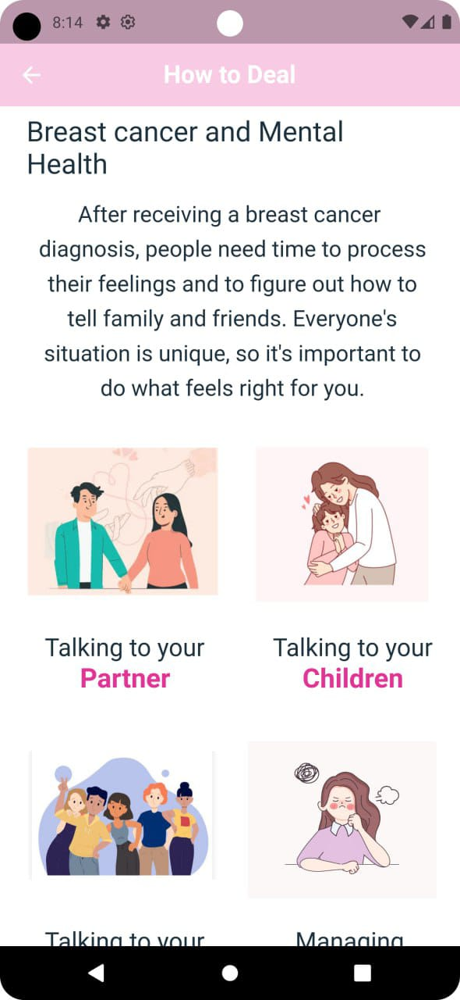 8:14
How to Deal
Breast cancer and Mental
Health
After receiving a breast cancer
diagnosis, people need time to process
their feelings and to figure out how to
tell family and friends. Everyone's
situation is unique, so it's important to
do what feels right for you.
Talking to your
Partner
Talking to your
Children
Talking to your
Managing